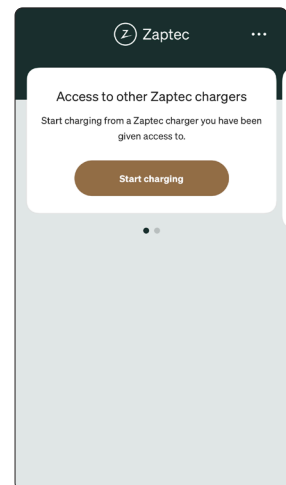 Zaptec
Access to other Zaptec chargers
Start charging from a Zaptec charger you have been
given access to.
Start charging